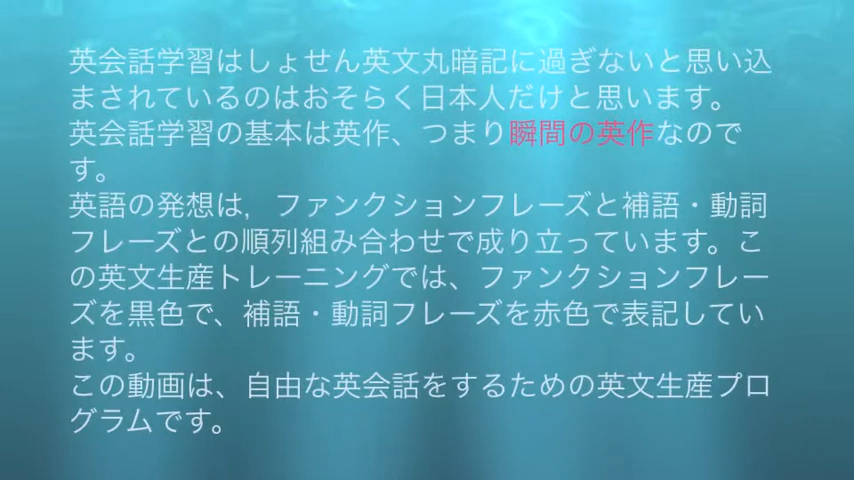 英会話学習はしょせん英文丸暗記に過ぎないと思い込
まされているのはおそらく日本人だけと思います。
英会話学習の基本は英作、つまり瞬間の英作なので
す。
英語の発想は，ファンクションフレーズと補語・動詞
フレーズとの順列組み合わせで成り立っています。こ
の英文生産トレーニングでは、ファンクションフレー
ズを黒色で、補語・動詞フレーズを赤色で表記してい
ます。
この動画は、自由な英会話をするための英文生産プロ
グラムです。